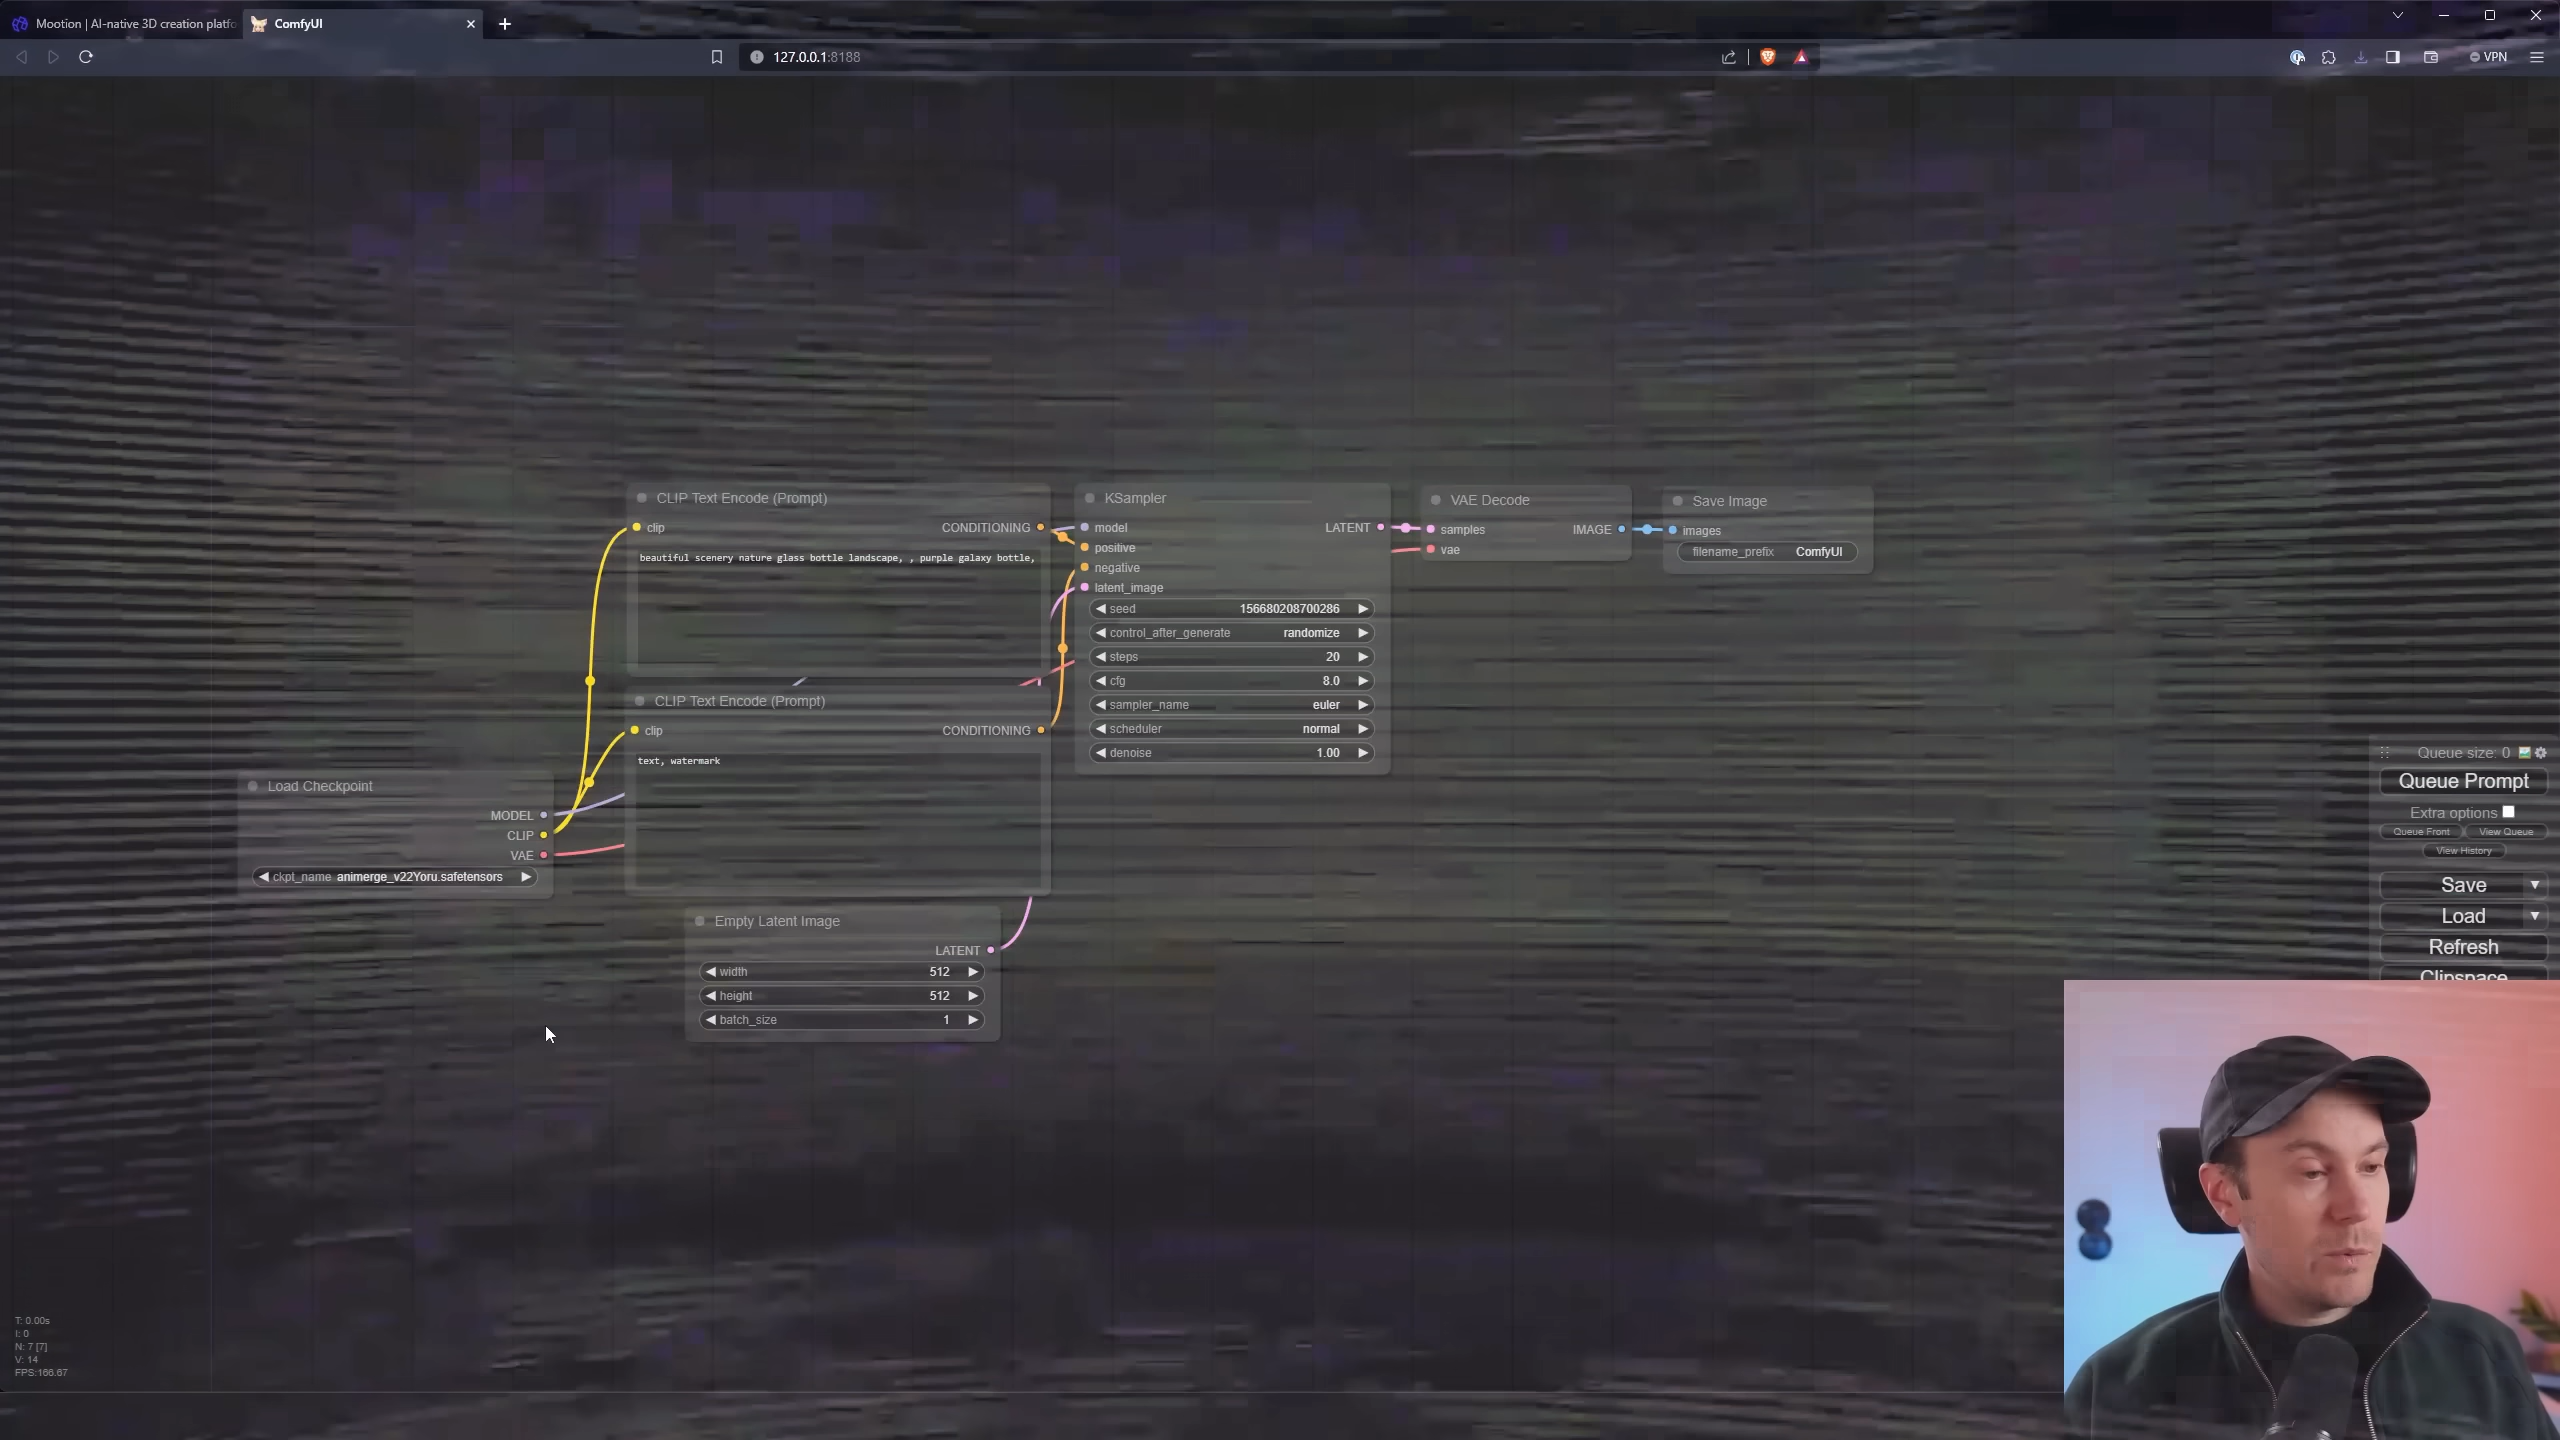 Mootion | AI-native 3D creation platfo
ComfyUI
127.0.0.1:8188
VPN
CLIP Text Encode (Prompt)
clip
CONDITIONING
beautiful scenery nature glass bottle landscape, , purple galaxy bottle,
CLIP Text Encode (Prompt)
clip
CONDITIONING
text, watermark
Load Checkpoint
MODEL
CLIP
VAE
ckpt_name animerge_v22Yoru.safetensors
Empty Latent Image
LATENT
width 512
height 512
batch_size 1
KSampler
model LATENT
positive
negative
latent_image
seed 156680208700286
control_after_generate randomize
steps 20
cfg 8.0
sampler_name euler
scheduler normal
denoise 1.00
VAE Decode
samples IMAGE
vae
Save Image
images
filename_prefix ComfyUI
Queue size: 0
Queue Prompt
Extra options
Queue Front View Queue
View History
Save
Load
Refresh
Clipspace
T: 0.00s
I: 0
N: 7 [7]
V: 14
FPS:166.67